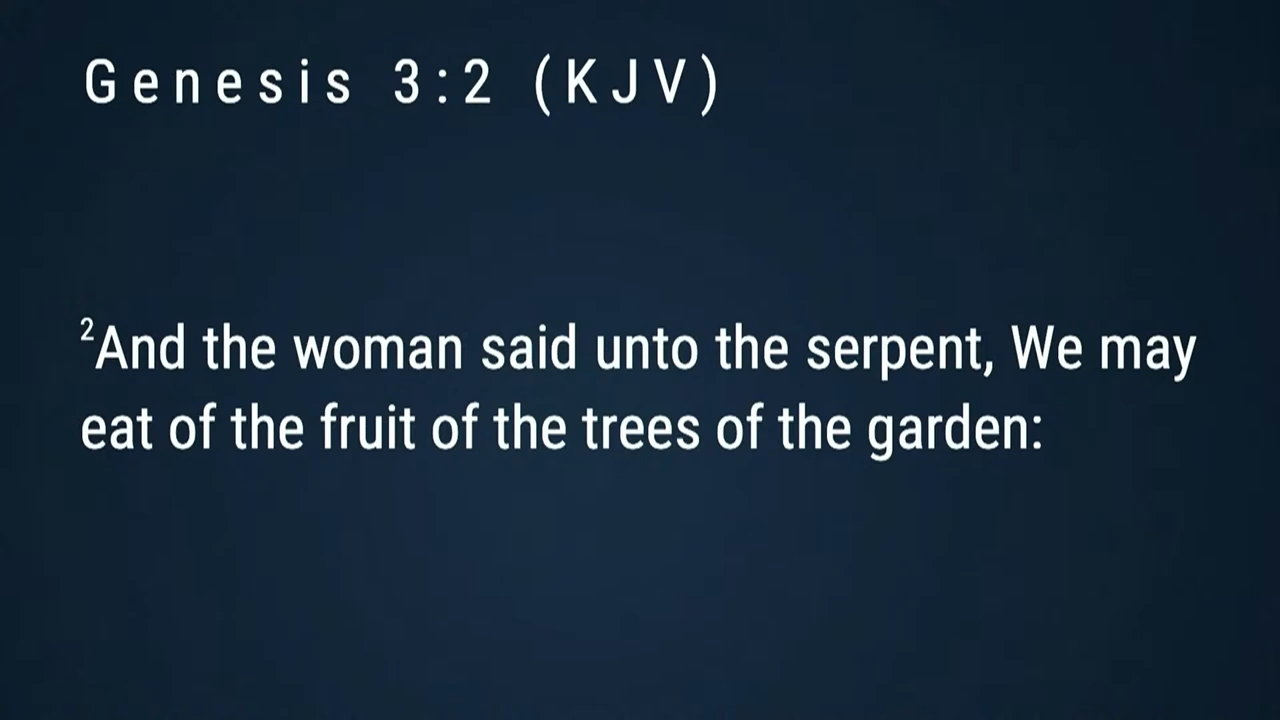 Genesis 3:2 (KJV)
²And the woman said unto the serpent, We may
eat of the fruit of the trees of the garden: